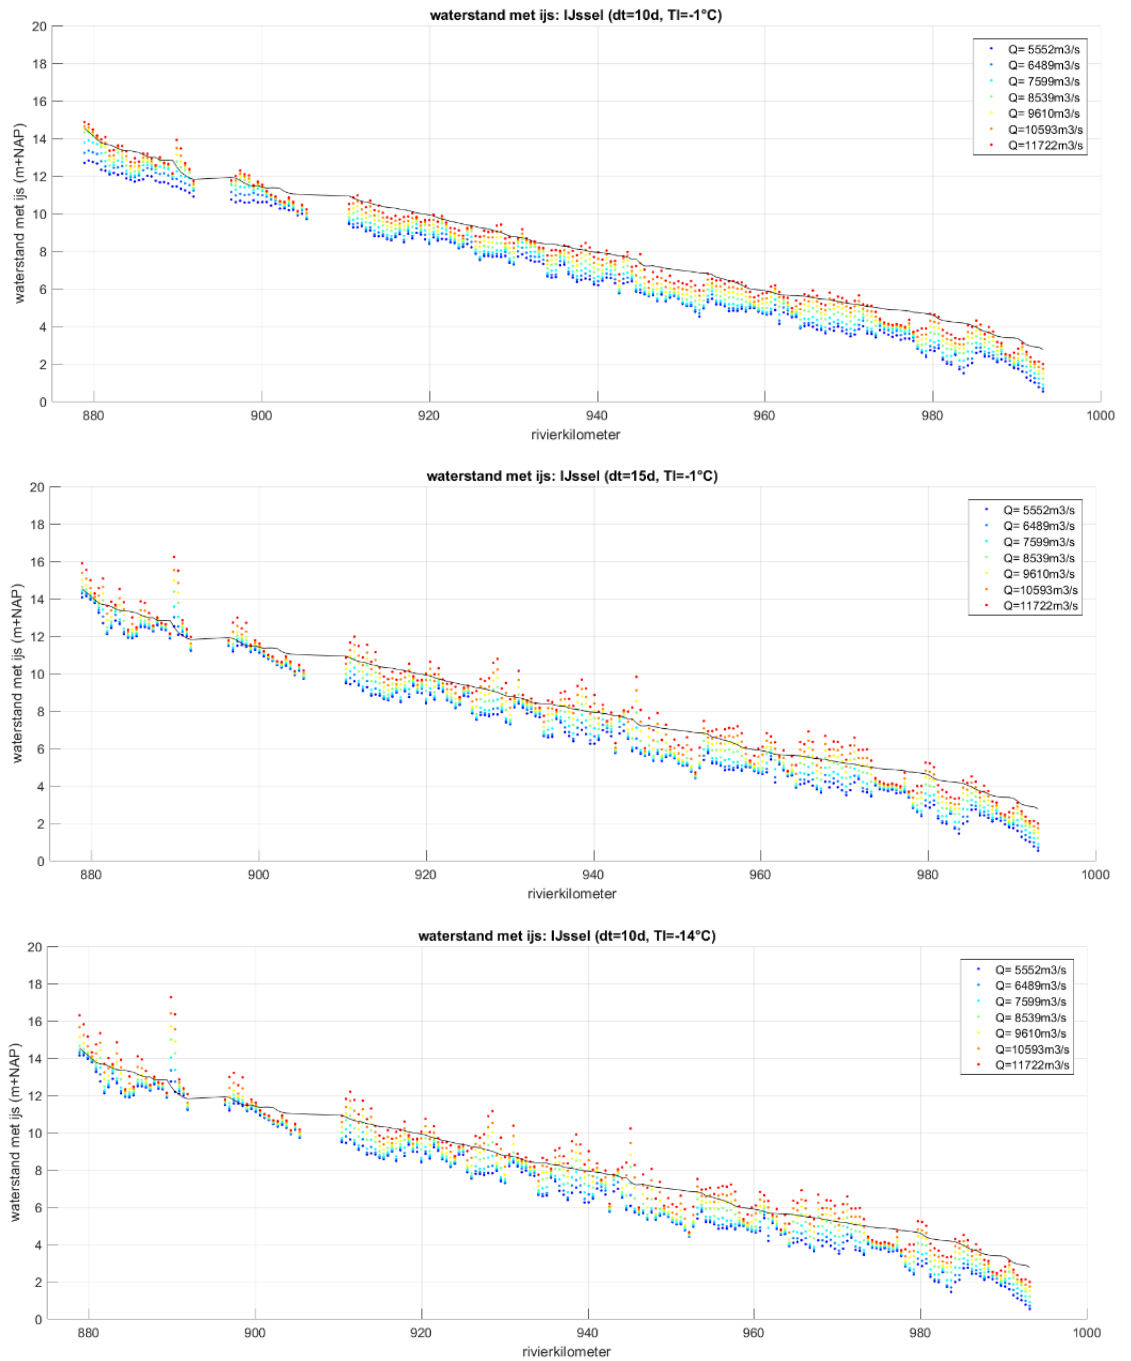 waterstand met ijs: IJssel (dt=10d, Tl=-1°C)
20
18
16
14
12
10
8
6
4
2
0
waterstand met ijs (m+NAP)
Q= 5552m3/s
Q= 6489m3/s
Q= 7599m3/s
Q= 8539m3/s
Q= 9610m3/s
Q=10593m3/s
Q=11722m3/s
880
900
920
940
960
980
1000
rivierkilometer
waterstand met ijs: IJssel (dt=15d, Tl=-1°C)
20
18
16
14
12
10
8
6
4
2
0
waterstand met ijs (m+NAP)
Q= 5552m3/s
Q= 6489m3/s
Q= 7599m3/s
Q= 8539m3/s
Q= 9610m3/s
Q=10593m3/s
Q=11722m3/s
880
900
920
940
960
980
1000
rivierkilometer
waterstand met ijs: IJssel (dt=10d, Tl=-14°C)
20
18
16
14
12
10
8
6
4
2
0
waterstand met ijs (m+NAP)
Q= 5552m3/s
Q= 6489m3/s
Q= 7599m3/s
Q= 8539m3/s
Q= 9610m3/s
Q=10593m3/s
Q=11722m3/s
880
900
920
940
960
980
1000
rivierkilometer